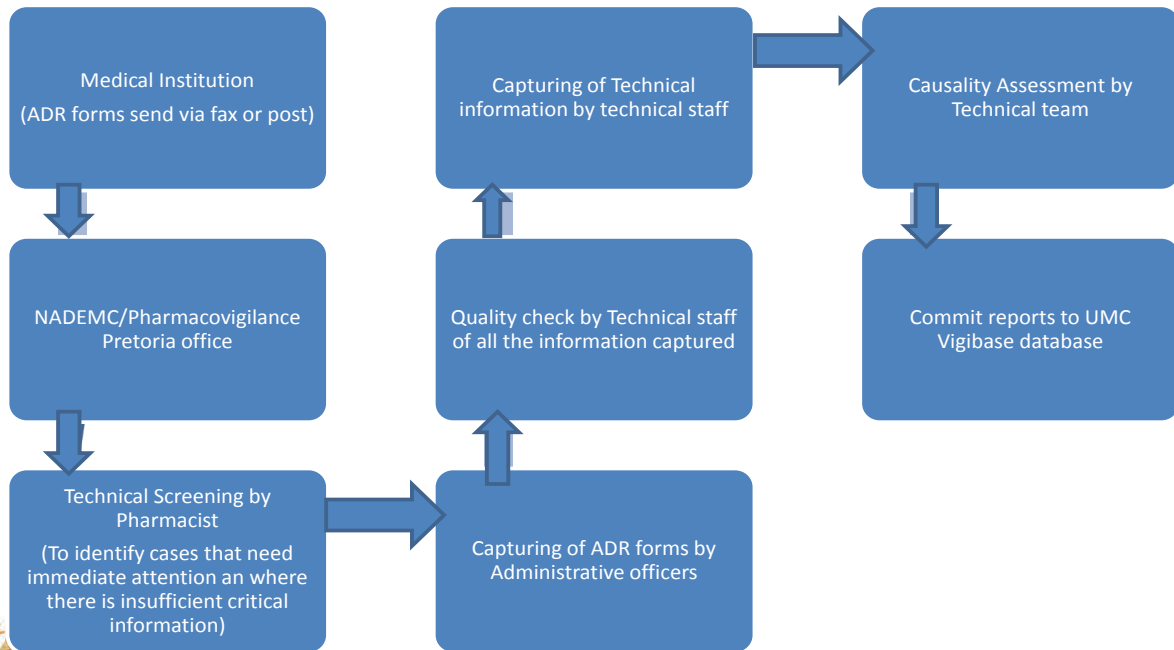 Medical Institution
(ADR forms send via fax or post)
NADEMC/Pharmacovigilance
Pretoria office
Technical Screening by
Pharmacist
(To identify cases that need
immediate attention an where
there is insufficient critical
information)
Capturing of ADR forms by
Administrative officers
Quality check by Technical staff
of all the information captured
Capturing of Technical
information by technical staff
Causality Assessment by
Technical team
Commit reports to UMC
Vigibase database